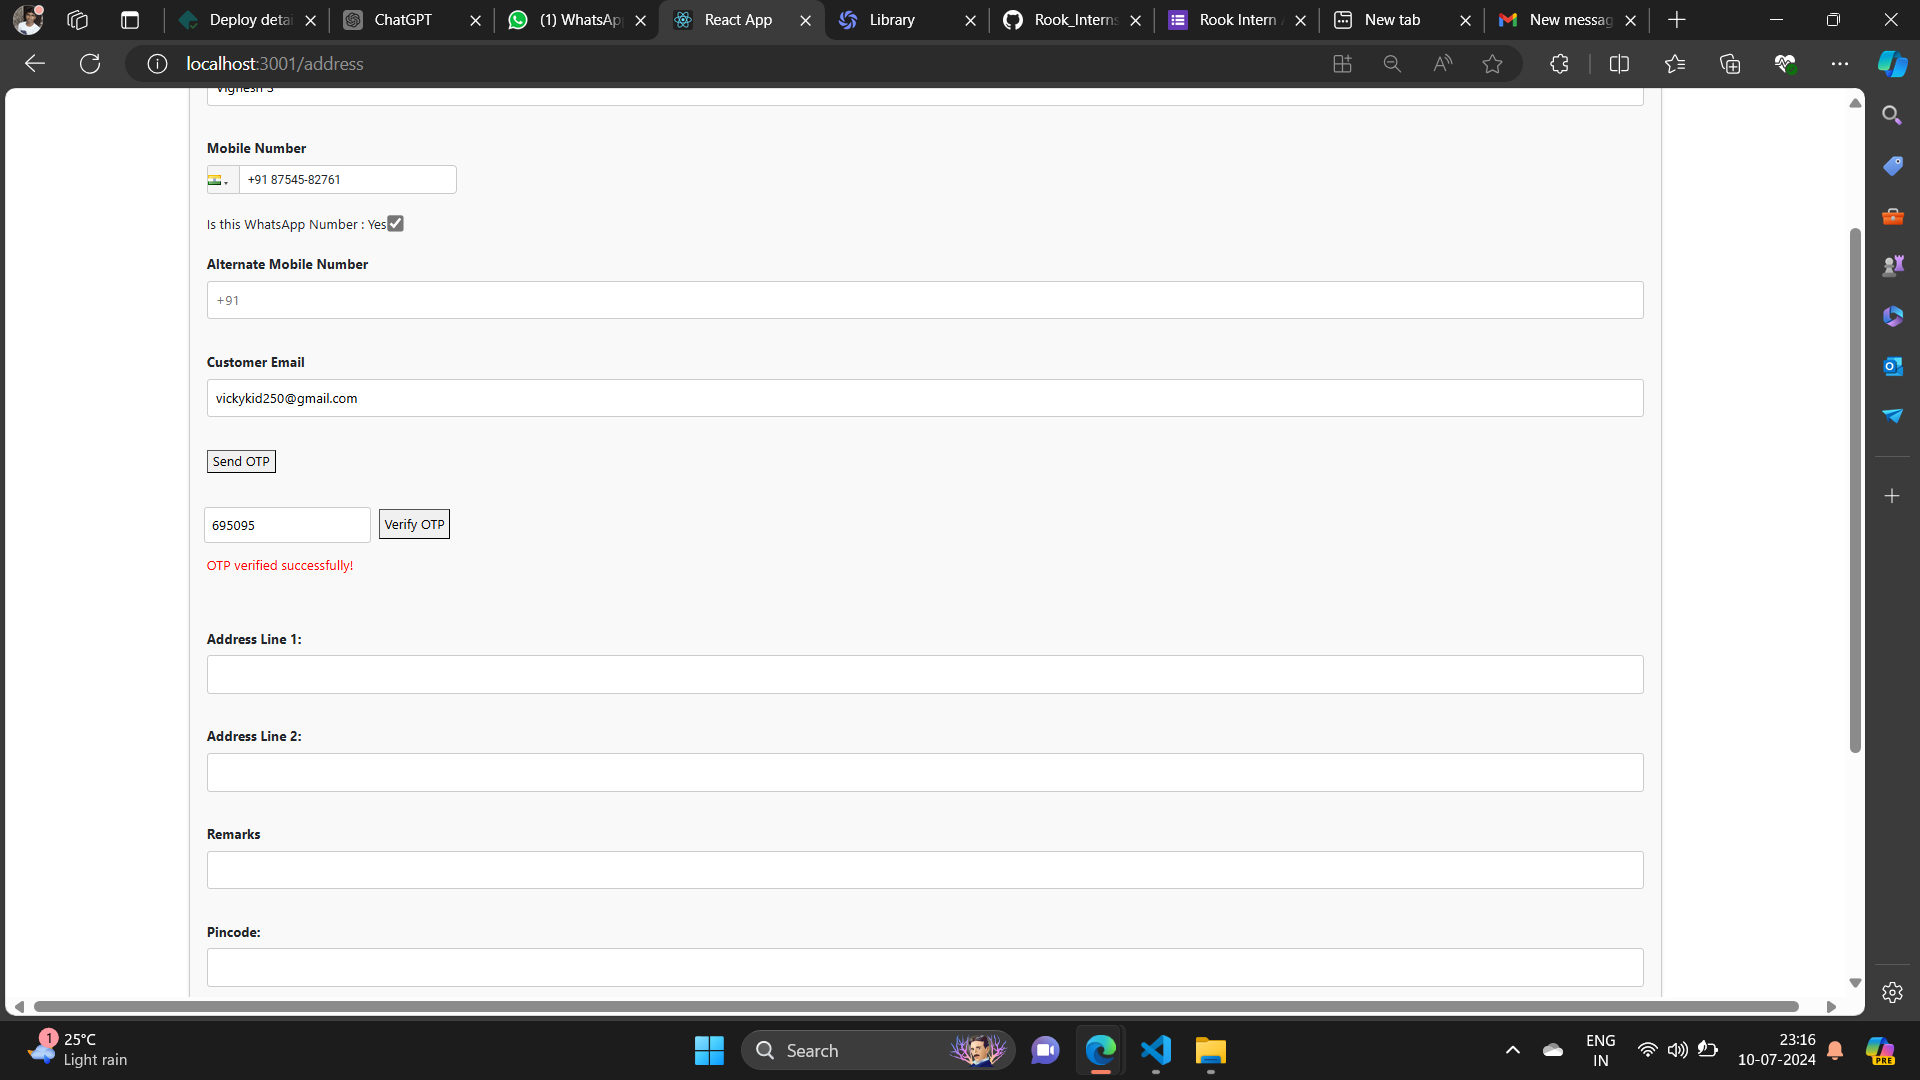 Deploy detai
ChatGPT
(1) WhatsAp
React App
Library
Rook_Interns
Rook Intern A
New tab
New messag
localhost:3001/address
Vignesh S
Mobile Number
+91 87545-82761
Is this WhatsApp Number : Yes
Alternate Mobile Number
+91
Customer Email
vickykid250@gmail.com
Send OTP
695095
Verify OTP
OTP verified successfully!
Address Line 1:
Address Line 2:
Remarks
Pincode:
1
25°C
Light rain
Search
ENG
IN
23:16
10-07-2024
PRE